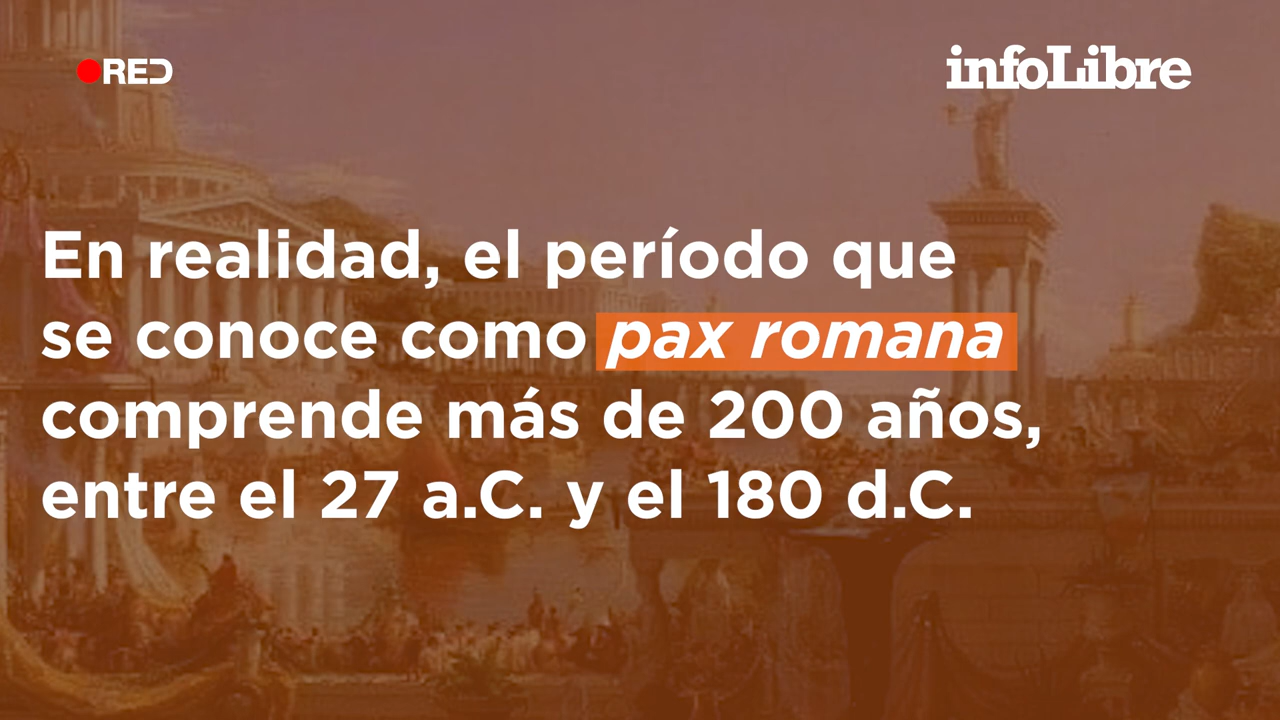 RED
infoLibre
En realidad, el período que
se conoce como pax romana
comprende más de 200 años,
entre el 27 a.C. y el 180 d.C.